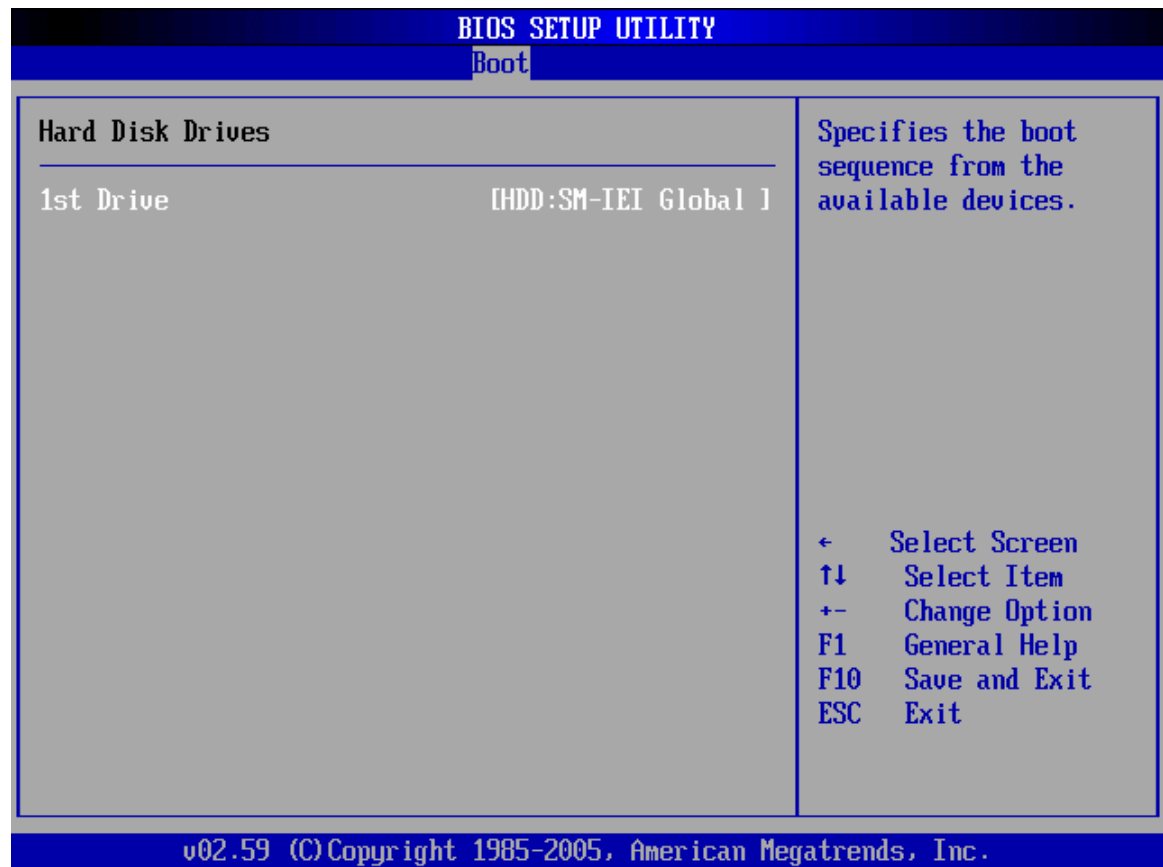 BIOS SETUP UTILITY
Boot
Hard Disk Drives
1st Drive [HDD:SM-IEI Global ]
Specifies the boot
sequence from the
available devices.
← Select Screen
↑↓ Select Item
+- Change Option
F1 General Help
F10 Save and Exit
ESC Exit
v02.59 (C)Copyright 1985-2005, American Megatrends, Inc.